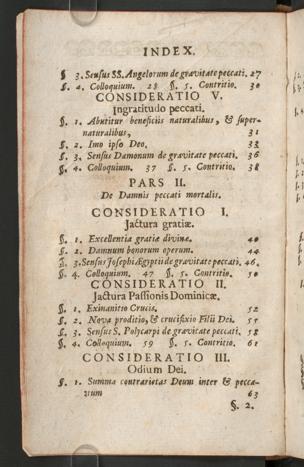 INDEX.
§ 3. Sensus SS. Angelorum de gravitate peccati. 27
§. 4. Colloquium. 28 §. 5. Contritio. 30
CONSIDERATIO V.
Ingratitudo peccati.
§. 1. Abutitur beneficiis naturalibus, & super-
naturalibus, 31
§. 2. Imo ipso Deo. 33
§. 3. Sensus Dæmonum de gravitate peccati. 36
§. 4. Colloquium. 37 §. 5. Contritio. 38
PARS II.
De Damnis peccati mortalis.
CONSIDERATIO I.
Jactura gratiæ.
§. 1. Excellentia gratiæ divinæ. 40
§. 2. Damnum bonorum operum. 44
§. 3. Sensus Josephi Ægyptii de gravitate peccati. 46.
§. 4. Colloquium. 47 §. 5. Contritio. 50
CONSIDERATIO II.
Jactura Passionis Dominicæ.
§. 1. Exinanitio Crucis. 52
§. 2. Nova proditio, & crucifixio Filii Dei. 55
§. 3. Sensus S. Polycarpi de gravitate peccati. 58
§. 4. Colloquium. 59 §. 5. Contritio. 61
CONSIDERATIO III.
Odium Dei.
§. 1. Summa contrarietas Deum inter & pecca-
tum 63
§. 2.